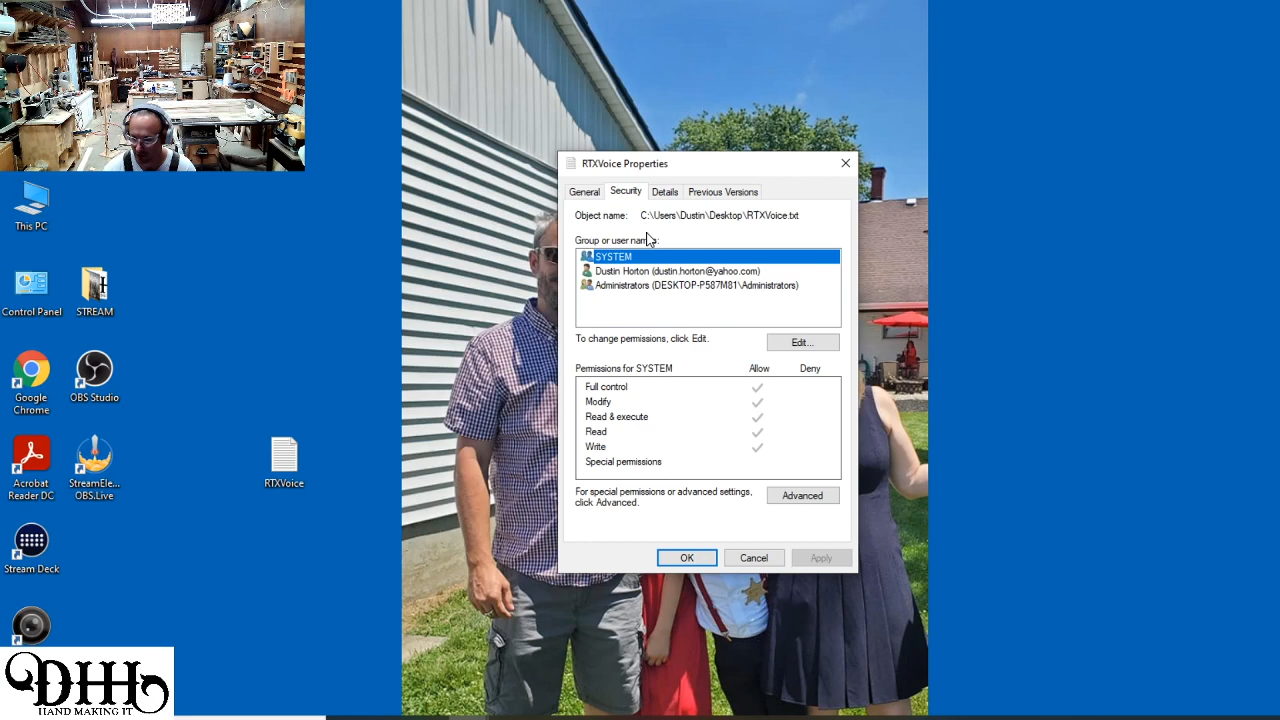 RTXVoice Properties
General
Security
Details
Previous Versions
Object name: C:\Users\Dustin\Desktop\RTXVoice.txt
Group or user names:
SYSTEM
Dustin Horton (dustin.horton@yahoo.com)
Administrators (DESKTOP-P587M81\Administrators)
To change permissions, click Edit.
Edit...
Permissions for SYSTEM
Allow
Deny
Full control
Modify
Read & execute
Read
Write
Special permissions
For special permissions or advanced settings,
click Advanced.
Advanced
OK
Cancel
Apply
This PC
Control Panel
STREAM
Google
Chrome
OBS Studio
Acrobat
Reader DC
StreamEle...
OBS.Live
RTXVoice
Stream Deck
DHH
HAND MAKING IT